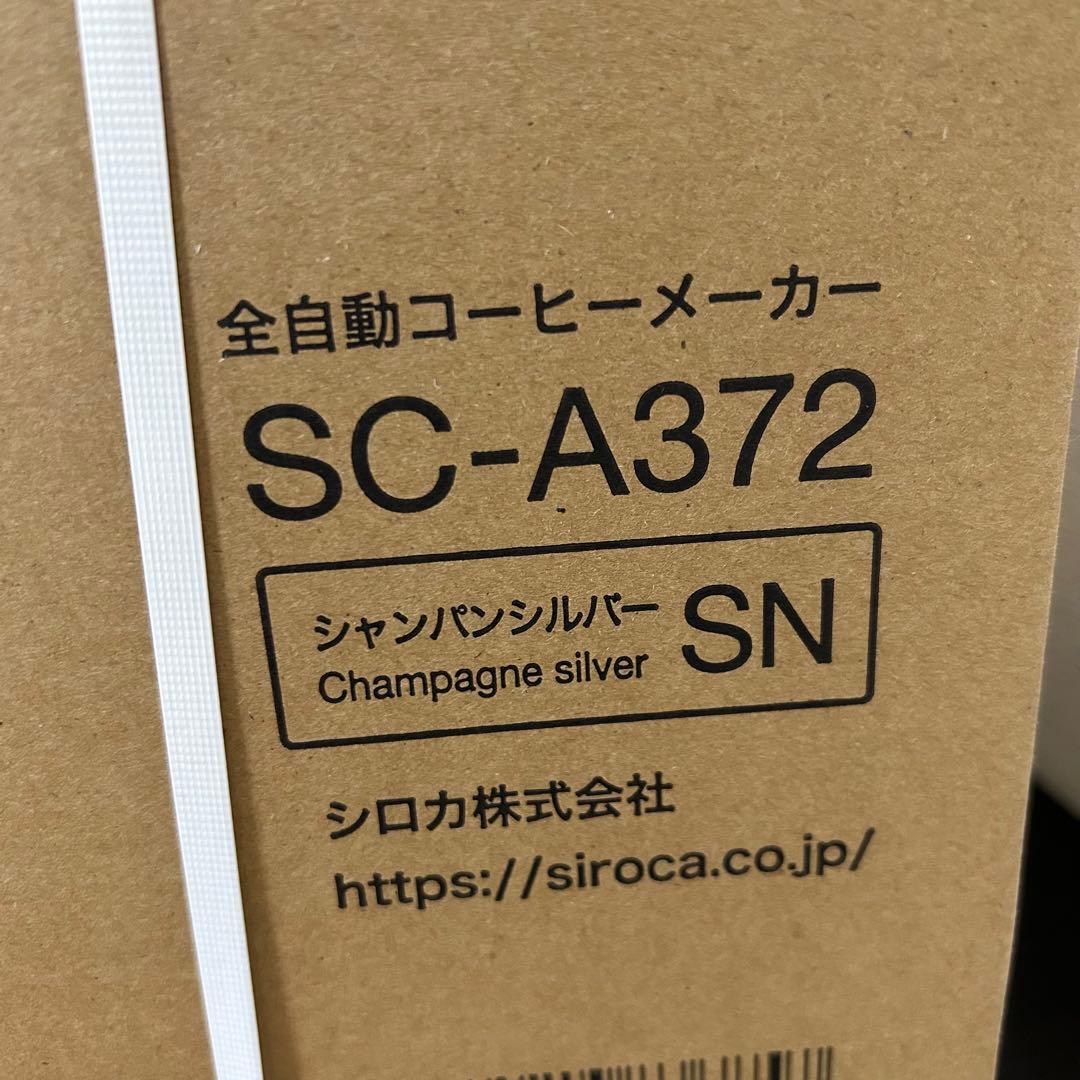 全自動コーヒーメーカー
SC-A372
シャンパンシルバー SN
Champagne silver
シロカ株式会社
https://siroca.co.jp/